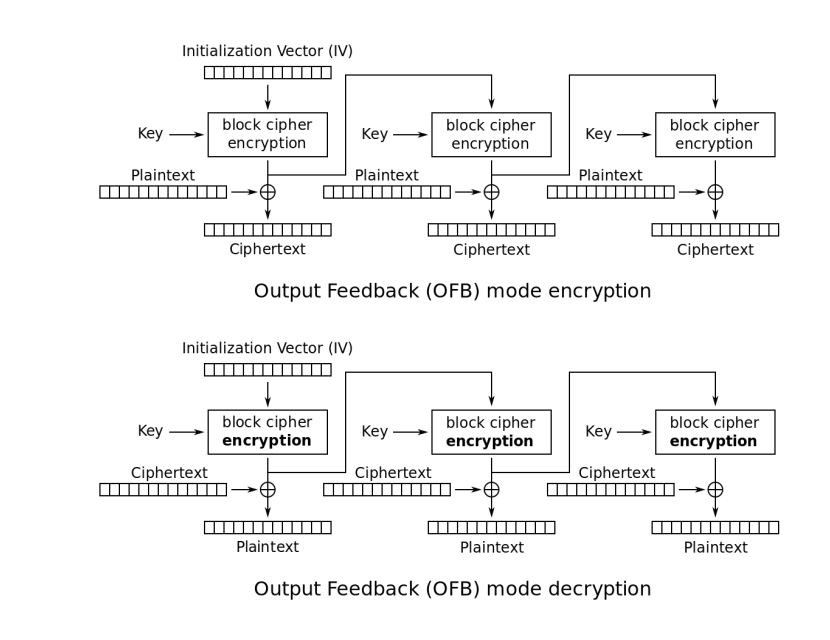 Initialization Vector (IV)
Key
block cipher
encryption
Key
block cipher
encryption
Key
block cipher
encryption
Plaintext
Plaintext
Plaintext
Ciphertext
Ciphertext
Ciphertext
Output Feedback (OFB) mode encryption
Initialization Vector (IV)
Key
block cipher
encryption
Key
block cipher
encryption
Key
block cipher
encryption
Ciphertext
Ciphertext
Ciphertext
Plaintext
Plaintext
Plaintext
Output Feedback (OFB) mode decryption